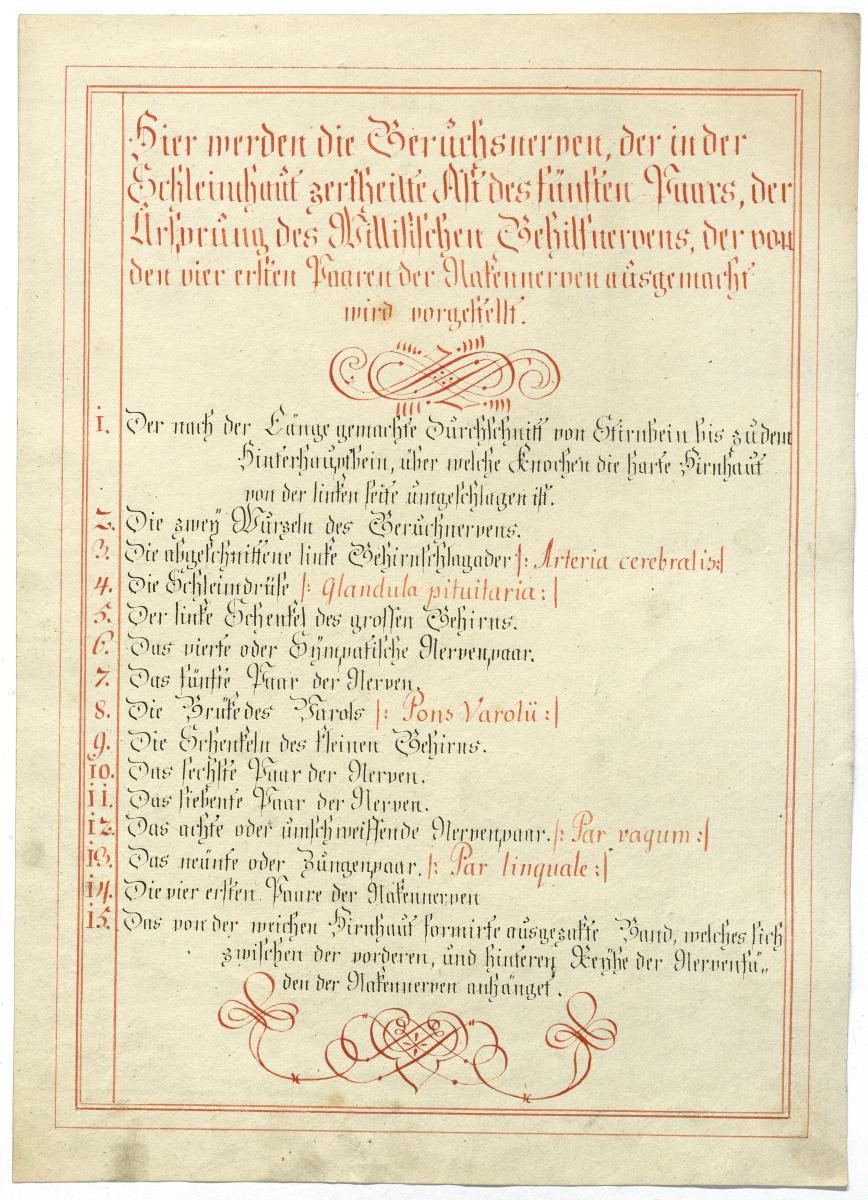 Hier werden die Geruchsnerven, der in der
Schleimhaut zertheilte Ast des fünften Paars, der
Ursprung des Willisischen Gehilfnervens, der von
den vier ersten Paaren der Nakennerven ausgemacht
wird vorgestellt.
1. Der nach der Länge gemachte Durchschnitt von Stirnbein bis zu dem
Hinterhauptbein, über welche Knochen die harte Hirnhaut
von der linken seite umgeschlagen ist.
2. Die zwey Wurzeln des Geruchnervens.
3. Die abgeschnittene linke Gehirnschlagader |: Arteria cerebralis:|
4. Die Schleimdrüse |: Glandula pituitaria :|
5. Der linke Schenkel des grossen Gehirns.
6. Das vierte oder Sympatische Nervenpaar.
7. Das fünfte Paar der Nerven.
8. Die Brüke des Varols |: Pons Varolii :|
9. Die Schenkeln des kleinen Gehirns.
10. Das sechste Paar der Nerven.
11. Das siebente Paar der Nerven.
12. Das achte oder umschweiffende Nervenpaar. |: Par vagum :|
13. Das neünte oder Zungenpaar. |: Par linquale :|
14. Die vier ersten Paare der Nakennerven
15. Das von der weichen Hirnhaut formirte ausgezakte Band, welches sich
zwischen der vorderen, und hinteren Reyhe der Nervenfä„
den der Nakennerven anhänget.